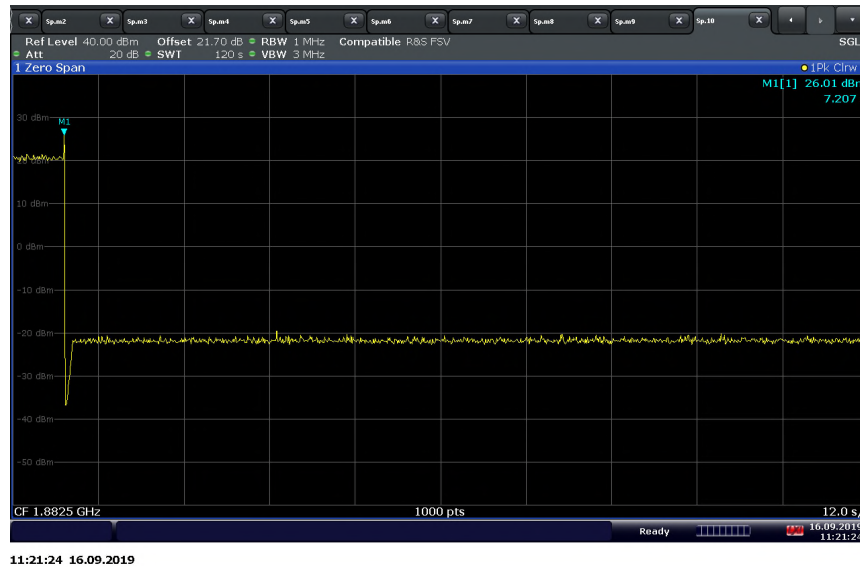 X Sp.m2 X Sp.m3 X Sp.m4 X Sp.m5 X Sp.m6 X Sp.m7 X Sp.m8 X Sp.m9 X Sp.10 X
Ref Level 40.00 dBm Offset 21.70 dB RBW 1 MHz Compatible R&S FSV SGL
Att 20 dB SWT 120 s VBW 3 MHz
1 Zero Span 1Pk Clrw
M1[1] 26.01 dBm
7.207
30 dBm
M1
20 dBm
10 dBm
0 dBm
-10 dBm
-20 dBm
-30 dBm
-40 dBm
-50 dBm
CF 1.8825 GHz 1000 pts 12.0 s/
Ready 16.09.2019
11:21:24
11:21:24 16.09.2019